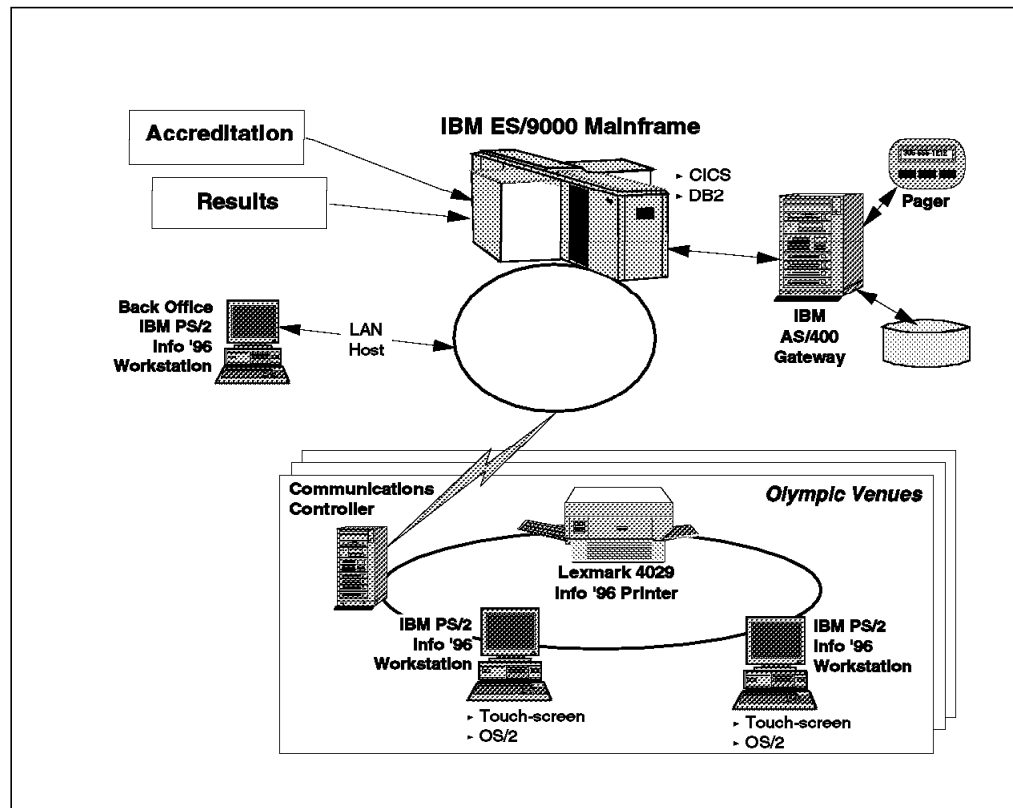 Accreditation
Results
IBM ES/9000 Mainframe
▸ CICS
▸ DB2
Pager
IBM
AS/400
Gateway
Back Office
IBM PS/2
Info '96
Workstation
LAN
Host
Communications
Controller
Olympic Venues
Lexmark 4029
Info '96 Printer
IBM PS/2
Info '96
Workstation
▸ Touch-screen
▸ OS/2
IBM PS/2
Info '96
Workstation
▸ Touch-screen
▸ OS/2